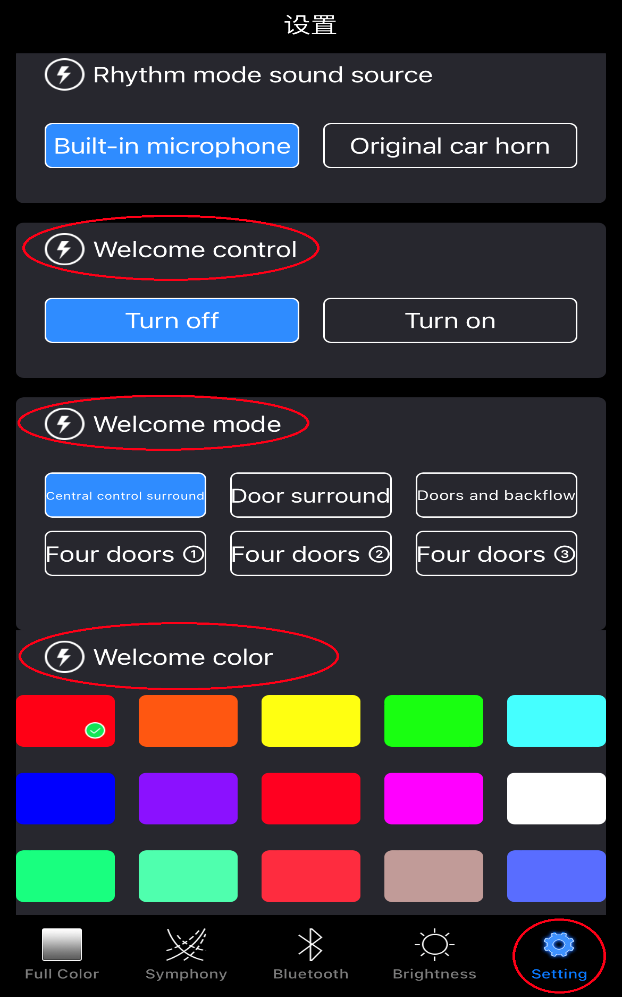 设置
Rhythm mode sound source
Built-in microphone Original car horn
Welcome control
Turn off Turn on
Welcome mode
Central control surround Door surround Doors and backflow
Four doors ① Four doors ② Four doors ③
Welcome color
Full Color Symphony Bluetooth Brightness Setting